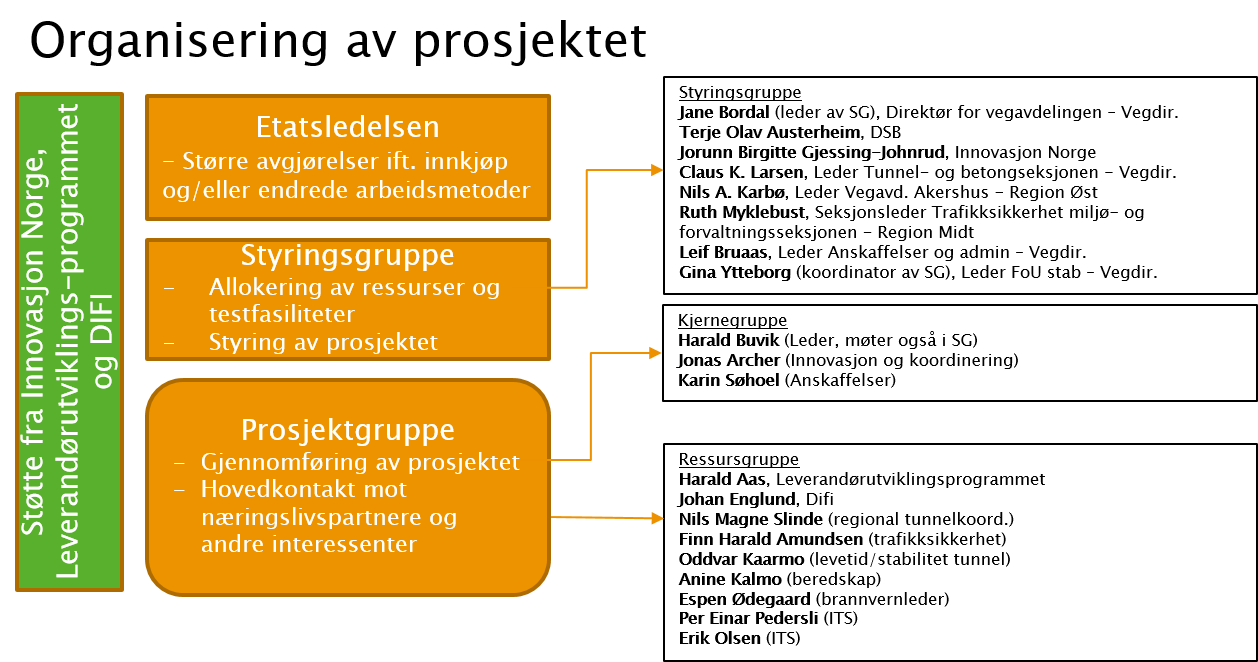 Organisering av prosjektet
Støtte fra Innovasjon Norge,
Leverandørutviklings-programmet
og DIFI
Etatsledelsen
- Større avgjørelser ift. innkjøp
og/eller endrede arbeidsmetoder
Styringsgruppe
- Allokering av ressurser og
testfasiliteter
- Styring av prosjektet
Prosjektgruppe
- Gjennomføring av prosjektet
- Hovedkontakt mot
næringslivspartnere og
andre interessenter
Styringsgruppe
Jane Bordal (leder av SG), Direktør for vegavdelingen – Vegdir.
Terje Olav Austerheim, DSB
Jorunn Birgitte Gjessing-Johnrud, Innovasjon Norge
Claus K. Larsen, Leder Tunnel- og betongseksjonen – Vegdir.
Nils A. Karbø, Leder Vegavd. Akershus – Region Øst
Ruth Myklebust, Seksjonsleder Trafikksikkerhet miljø- og
forvaltningsseksjonen – Region Midt
Leif Bruaas, Leder Anskaffelser og admin – Vegdir.
Gina Ytteborg (koordinator av SG), Leder FoU stab – Vegdir.
Kjernegruppe
Harald Buvik (Leder, møter også i SG)
Jonas Archer (Innovasjon og koordinering)
Karin Søhoel (Anskaffelser)
Ressursgruppe
Harald Aas, Leverandørutviklingsprogrammet
Johan Englund, Difi
Nils Magne Slinde (regional tunnelkoord.)
Finn Harald Amundsen (trafikksikkerhet)
Oddvar Kaarmo (levetid/stabilitet tunnel)
Anine Kalmo (beredskap)
Espen Ødegaard (brannvernleder)
Per Einar Pedersli (ITS)
Erik Olsen (ITS)